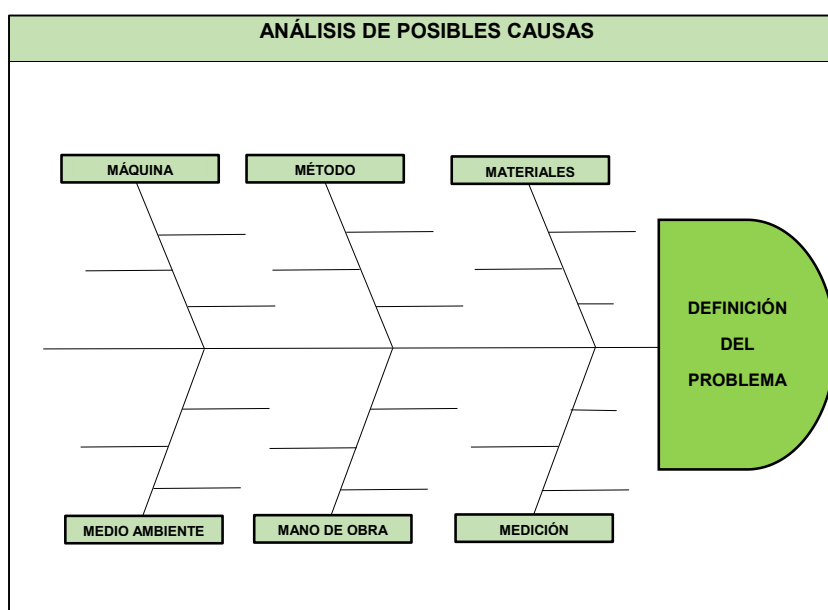 ANÁLISIS DE POSIBLES CAUSAS
MÁQUINA
MÉTODO
MATERIALES
DEFINICIÓN
DEL
PROBLEMA
MEDIO AMBIENTE
MANO DE OBRA
MEDICIÓN